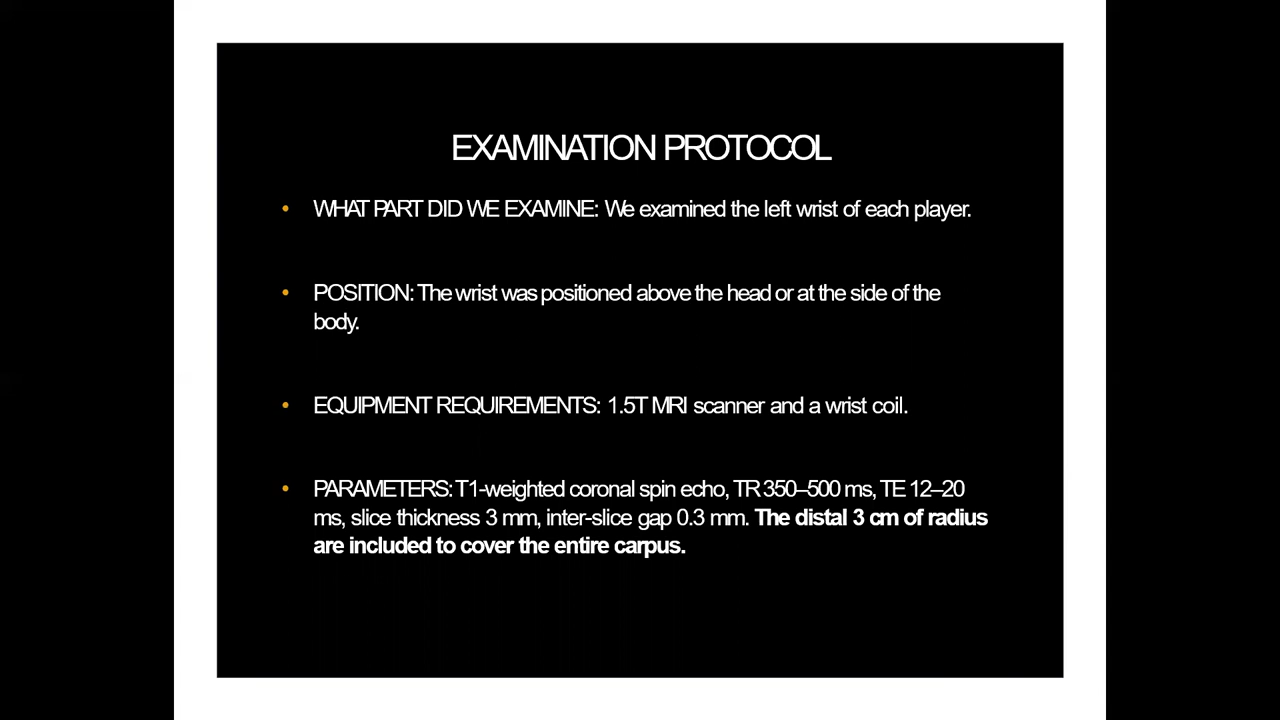 EXAMINATION PROTOCOL
• WHAT PART DID WE EXAMINE: We examined the left wrist of each player.
• POSITION: The wrist was positioned above the head or at the side of the
body.
• EQUIPMENT REQUIREMENTS: 1.5T MRI scanner and a wrist coil.
• PARAMETERS: T1-weighted coronal spin echo, TR 350–500 ms, TE 12–20
ms, slice thickness 3 mm, inter-slice gap 0.3 mm. The distal 3 cm of radius
are included to cover the entire carpus.